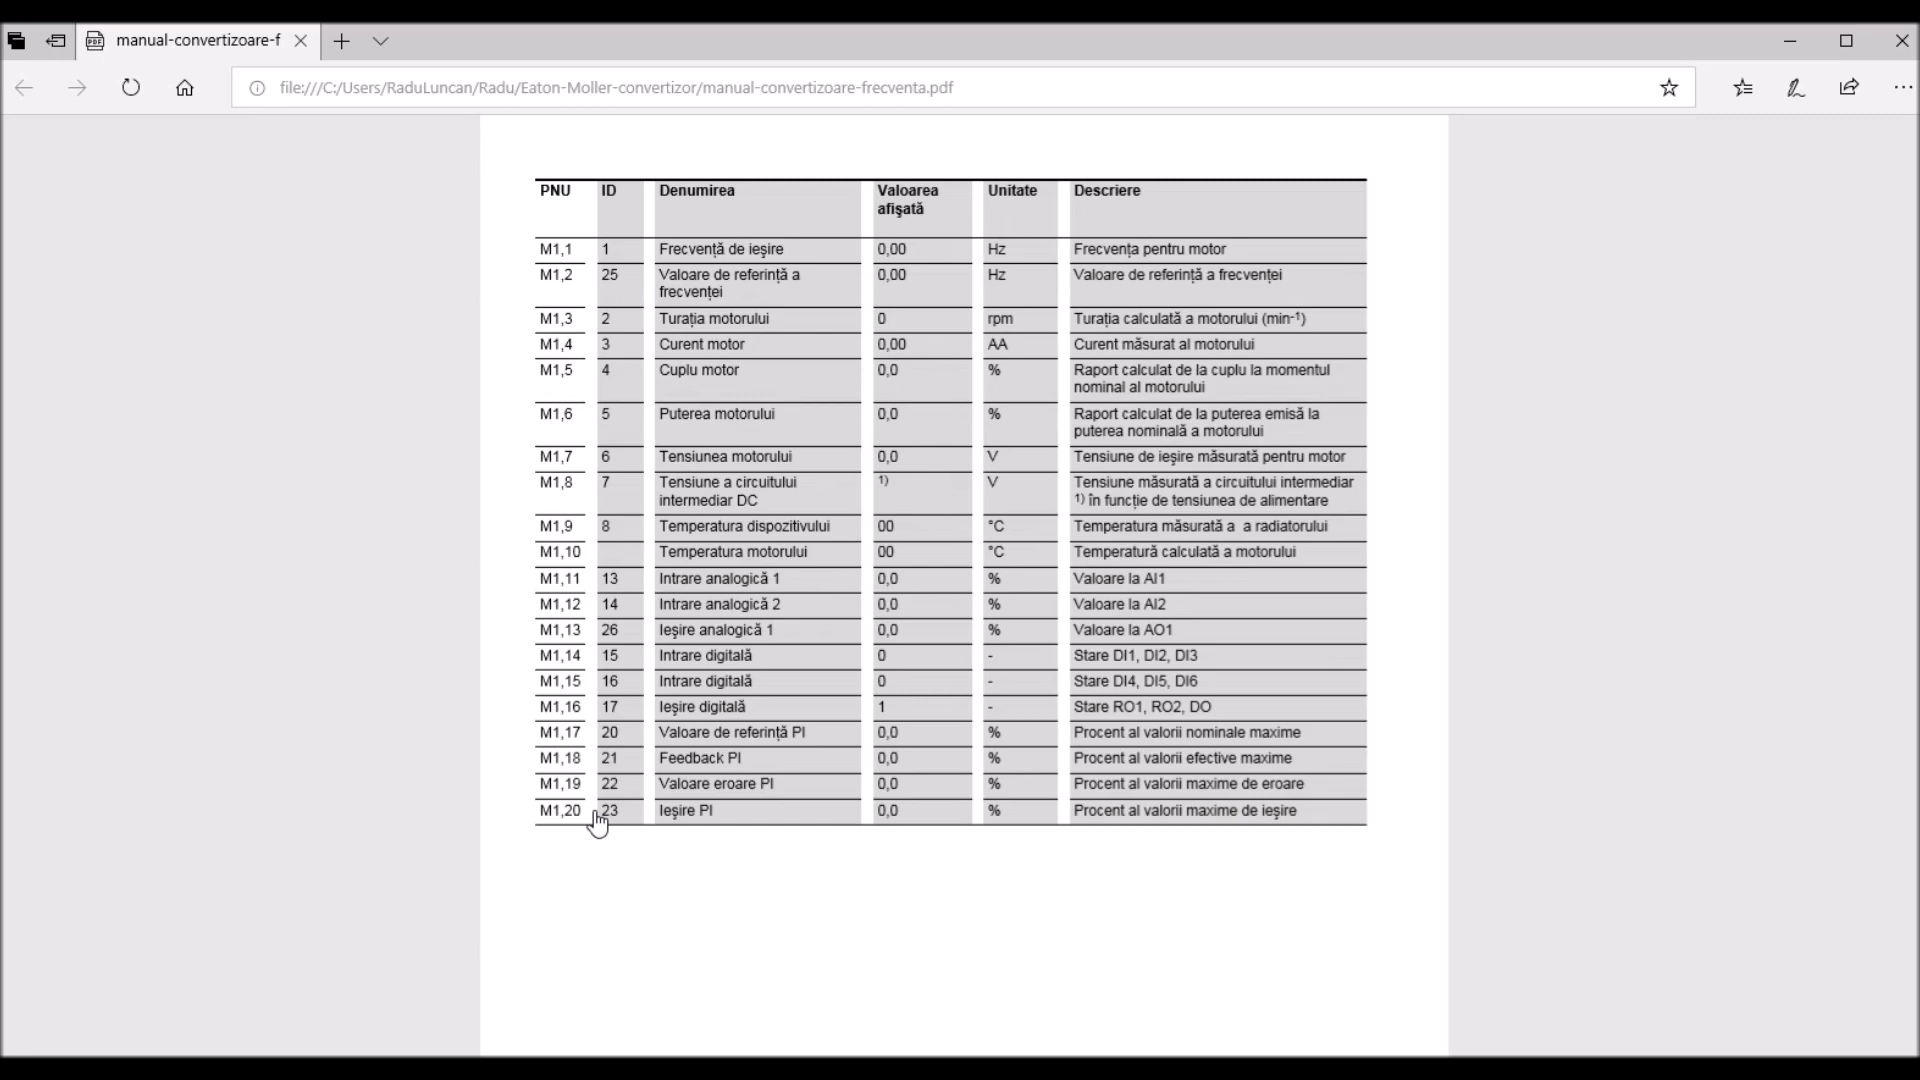 manual-convertizoare-f
file:///C:/Users/RaduLuncan/Radu/Eaton-Moller-convertizor/manual-convertizoare-frecventa.pdf
PNU ID Denumirea Valoarea afişată Unitate Descriere
M1,1 1 Frecvență de ieşire 0,00 Hz Frecvența pentru motor
M1,2 25 Valoare de referință a frecvenței 0,00 Hz Valoare de referință a frecvenței
M1,3 2 Turația motorului 0 rpm Turația calculată a motorului (min-1)
M1,4 3 Curent motor 0,00 AA Curent măsurat al motorului
M1,5 4 Cuplu motor 0,0 % Raport calculat de la cuplu la momentul nominal al motorului
M1,6 5 Puterea motorului 0,0 % Raport calculat de la puterea emisă la puterea nominală a motorului
M1,7 6 Tensiunea motorului 0,0 V Tensiune de ieşire măsurată pentru motor
M1,8 7 Tensiune a circuitului intermediar DC 1) V Tensiune măsurată a circuitului intermediar 1) în funcție de tensiunea de alimentare
M1,9 8 Temperatura dispozitivului 00 °C Temperatura măsurată a a radiatorului
M1,10 Temperatura motorului 00 °C Temperatură calculată a motorului
M1,11 13 Intrare analogică 1 0,0 % Valoare la AI1
M1,12 14 Intrare analogică 2 0,0 % Valoare la AI2
M1,13 26 Ieşire analogică 1 0,0 % Valoare la AO1
M1,14 15 Intrare digitală 0 - Stare DI1, DI2, DI3
M1,15 16 Intrare digitală 0 - Stare DI4, DI5, DI6
M1,16 17 Ieşire digitală 1 - Stare RO1, RO2, DO
M1,17 20 Valoare de referință PI 0,0 % Procent al valorii nominale maxime
M1,18 21 Feedback PI 0,0 % Procent al valorii efective maxime
M1,19 22 Valoare eroare PI 0,0 % Procent al valorii maxime de eroare
M1,20 23 Ieşire PI 0,0 % Procent al valorii maxime de ieşire